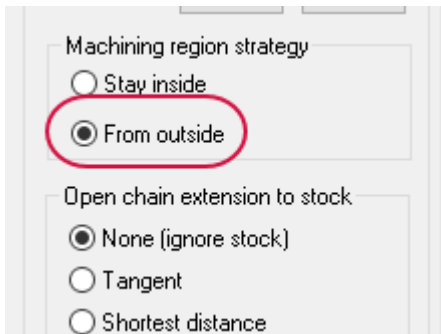 Machining region strategy
Stay inside
From outside
Open chain extension to stock
None (ignore stock)
Tangent
Shortest distance